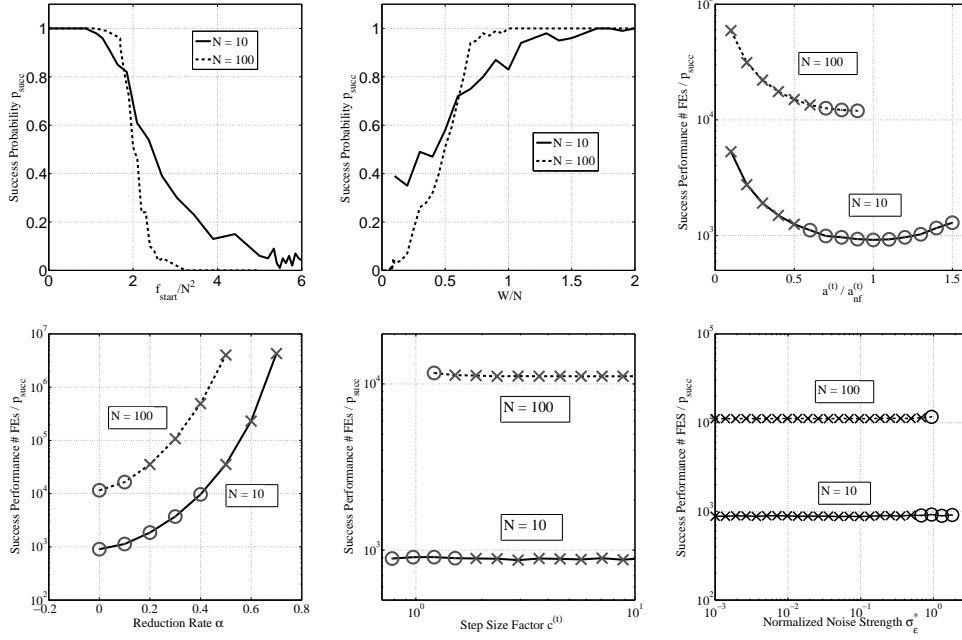 Success Probability p_succ
1
0.8
0.6
0.4
0.2
0
0 2 4 6
f_start/N^2
N = 10
N = 100
Success Probability p_succ
1
0.8
0.6
0.4
0.2
0
0 0.5 1 1.5 2
W/N
N = 10
N = 100
Success Performance # FEs / p_succ
10^5
10^4
10^3
0 0.5 1 1.5
a^(t) / a_nf^(t)
N = 100
N = 10
Success Performance # FEs / p_succ
10^7
10^6
10^5
10^4
10^3
10^2
-0.2 0 0.2 0.4 0.6 0.8
Reduction Rate α
N = 100
N = 10
Success Performance # FEs / p_succ
10^4
10^3
10^0 10^1
Step Size Factor c^(t)
N = 100
N = 10
Success Performance # FES / p_succ
10^5
10^4
10^3
10^2
10^-3 10^-2 10^-1 10^0
Normalized Noise Strength σ_ε^*
N = 100
N = 10